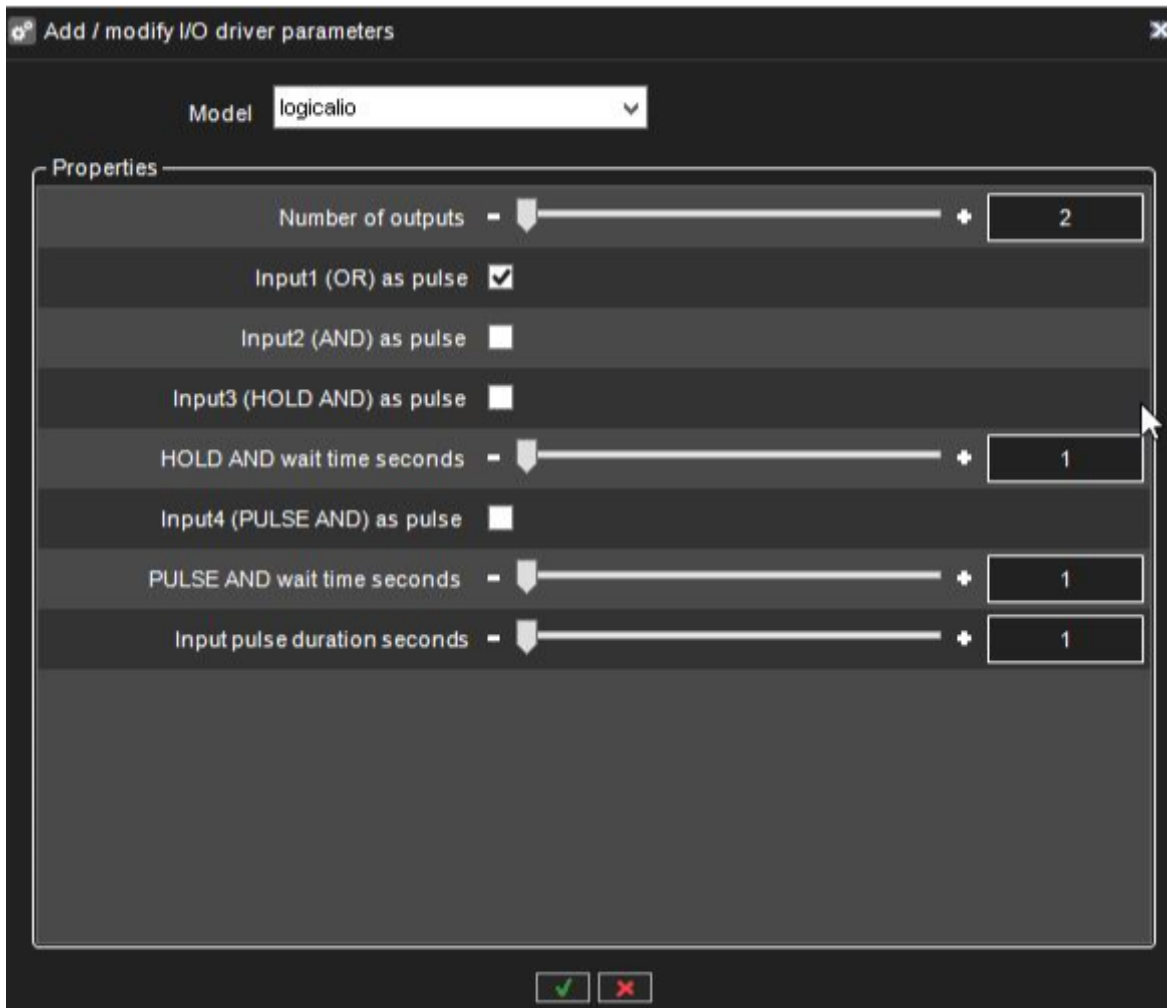 Add / modify I/O driver parameters
Model logicalio
Properties
Number of outputs - + 2
Input1 (OR) as pulse
Input2 (AND) as pulse
Input3 (HOLD AND) as pulse
HOLD AND wait time seconds - + 1
Input4 (PULSE AND) as pulse
PULSE AND wait time seconds - + 1
Input pulse duration seconds - + 1